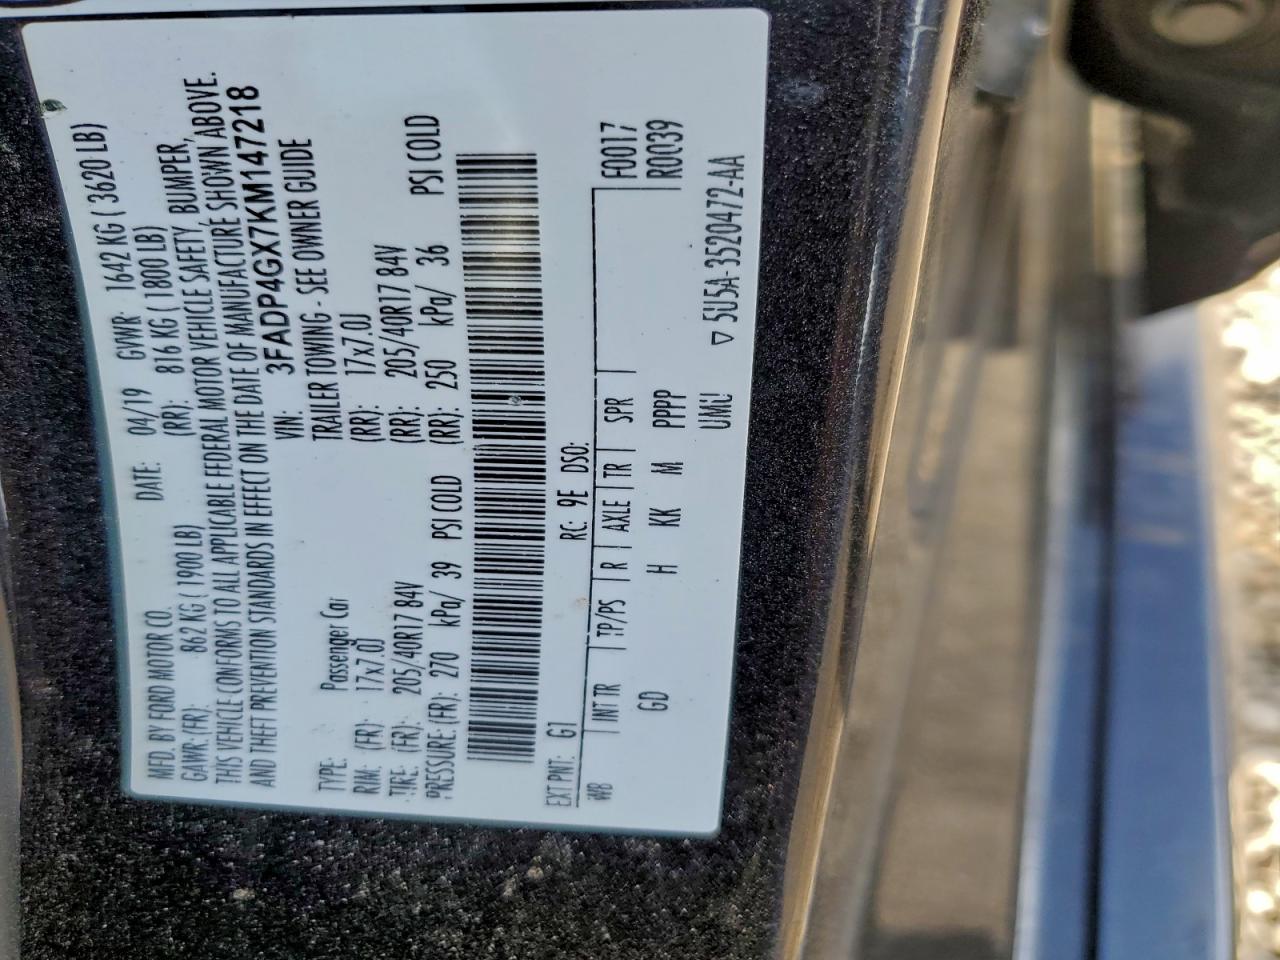 MFD. BY FORD MOTOR CO. DATE: 04/19 GVWR: 1642 KG ( 3620 LB)
GAWR: (FR): 862 KG ( 1900 LB) (RR): 816 KG ( 1800 LB)
THIS VEHICLE CONFORMS TO ALL APPLICABLE FEDERAL MOTOR VEHICLE SAFETY, BUMPER,
AND THEFT PREVENTION STANDARDS IN EFFECT ON THE DATE OF MANUFACTURE SHOWN ABOVE.
VIN: 3FADP4GX7KM147218
TYPE: Passenger Car TRAILER TOWING - SEE OWNER GUIDE
RIM: (FR): 17x7.0J (RR): 17x7.0J
TIRE: (FR): 205/40R17 84V (RR): 205/40R17 84V
PRESSURE: (FR): 270 kPa/ 39 PSI COLD (RR): 250 kPa/ 36 PSI COLD
EXT PNT: G1 RC: 9E DSO:
WB INT TR TP/PS R AXLE TR SPR F0017
GD H KK M PPPP R0039
UMU ▽ 5U5A-3520472-AA